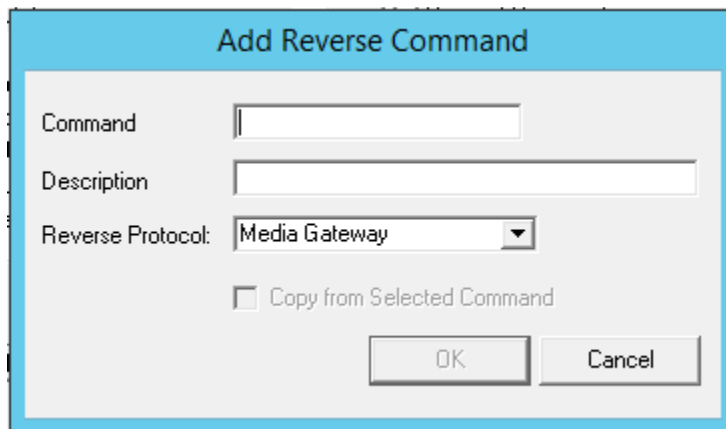 Add Reverse Command
Command
Description
Reverse Protocol: Media Gateway
Copy from Selected Command
OK Cancel